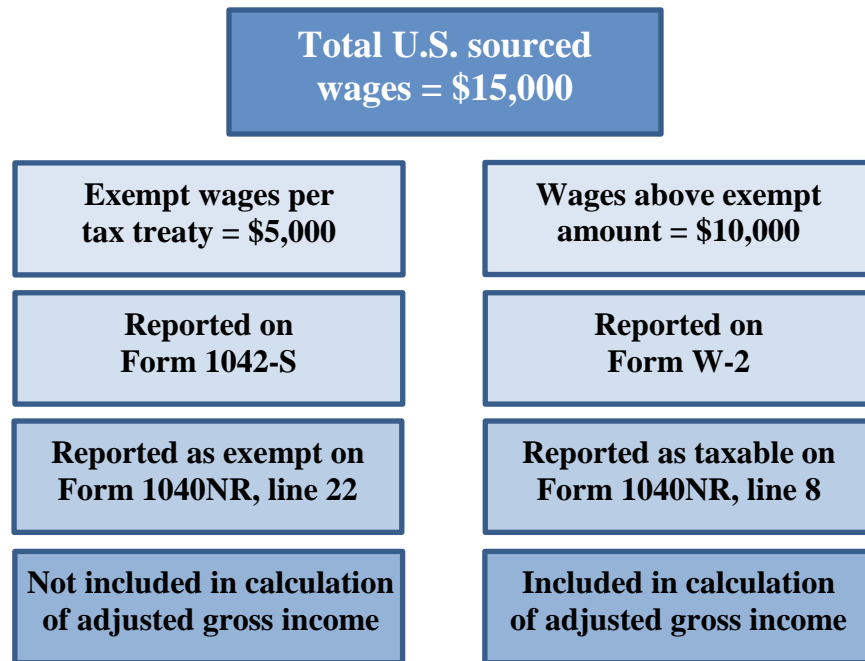 Total U.S. sourced
wages = $15,000
Exempt wages per
tax treaty = $5,000
Wages above exempt
amount = $10,000
Reported on
Form 1042-S
Reported on
Form W-2
Reported as exempt on
Form 1040NR, line 22
Reported as taxable on
Form 1040NR, line 8
Not included in calculation
of adjusted gross income
Included in calculation
of adjusted gross income